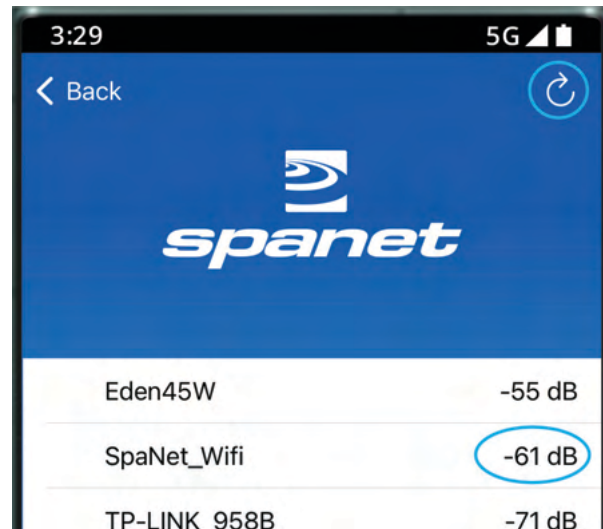 3:29 5G
Back
spanet
Eden45W -55 dB
SpaNet_Wifi -61 dB
TP-LINK_958B -71 dB